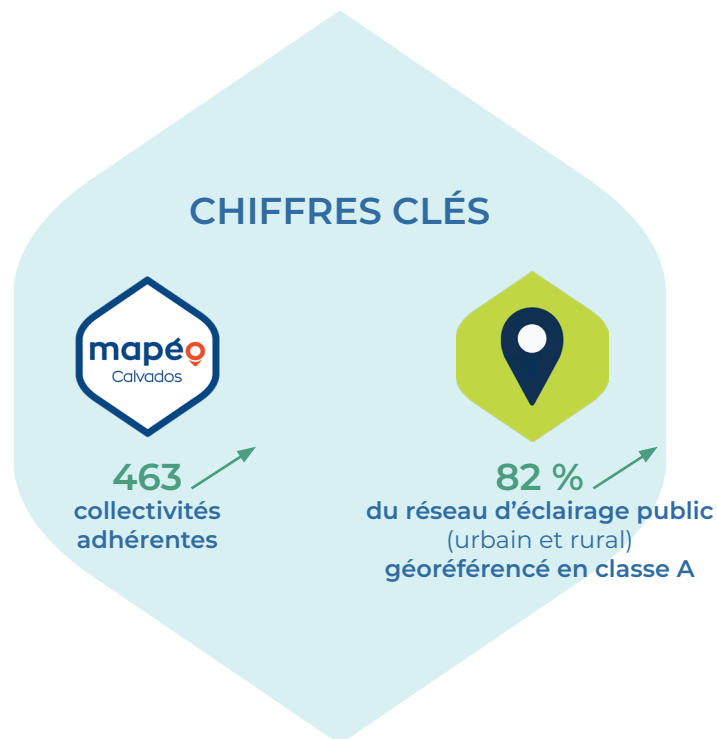 CHIFFRES CLÉS
mapéo
Calvados
463
collectivités
adhérentes
82 %
du réseau d’éclairage public
(urbain et rural)
géoréférencé en classe A